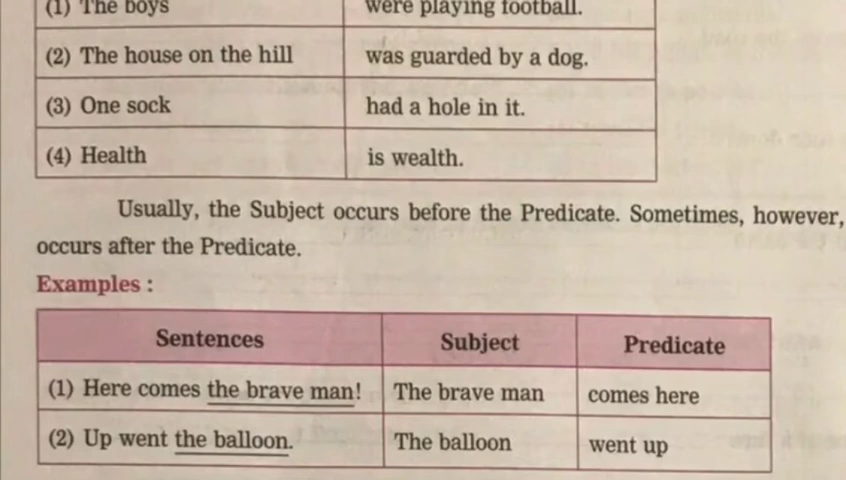 (1) The boys were playing football.
(2) The house on the hill was guarded by a dog.
(3) One sock had a hole in it.
(4) Health is wealth.
Usually, the Subject occurs before the Predicate. Sometimes, however,
occurs after the Predicate.
Examples :
Sentences Subject Predicate
(1) Here comes the brave man! The brave man comes here
(2) Up went the balloon. The balloon went up